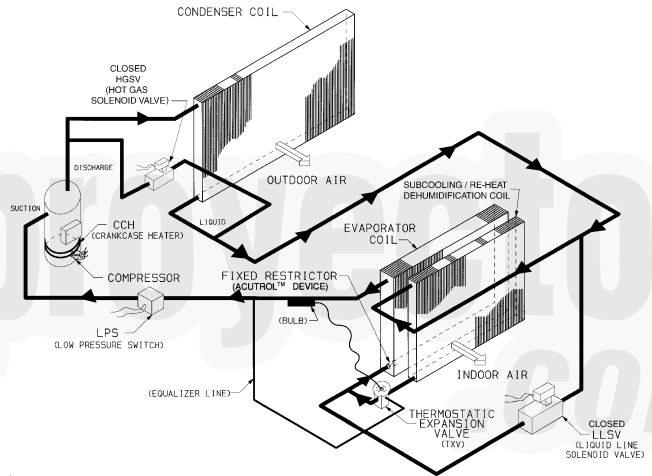 CONDENSER COIL
CLOSED
HGSV
(HOT GAS
SOLENOID VALVE)
OUTDOOR AIR
DISCHARGE
SUBCOOLING / RE-HEAT
DEHUMIDIFICATION COIL
SUCTION
LIQUID
EVAPORATOR
COIL
CCH
(CRANKCASE HEATER)
COMPRESSOR
FIXED RESTRICTOR
(ACUTROL™ DEVICE)
(BULB)
LPS
(LOW PRESSURE SWITCH)
INDOOR AIR
(EQUALIZER LINE)
THERMOSTATIC
EXPANSION
VALVE
(TXV)
CLOSED
LLSV
(LIQUID LINE
SOLENOID VALVE)
proyecto
.com